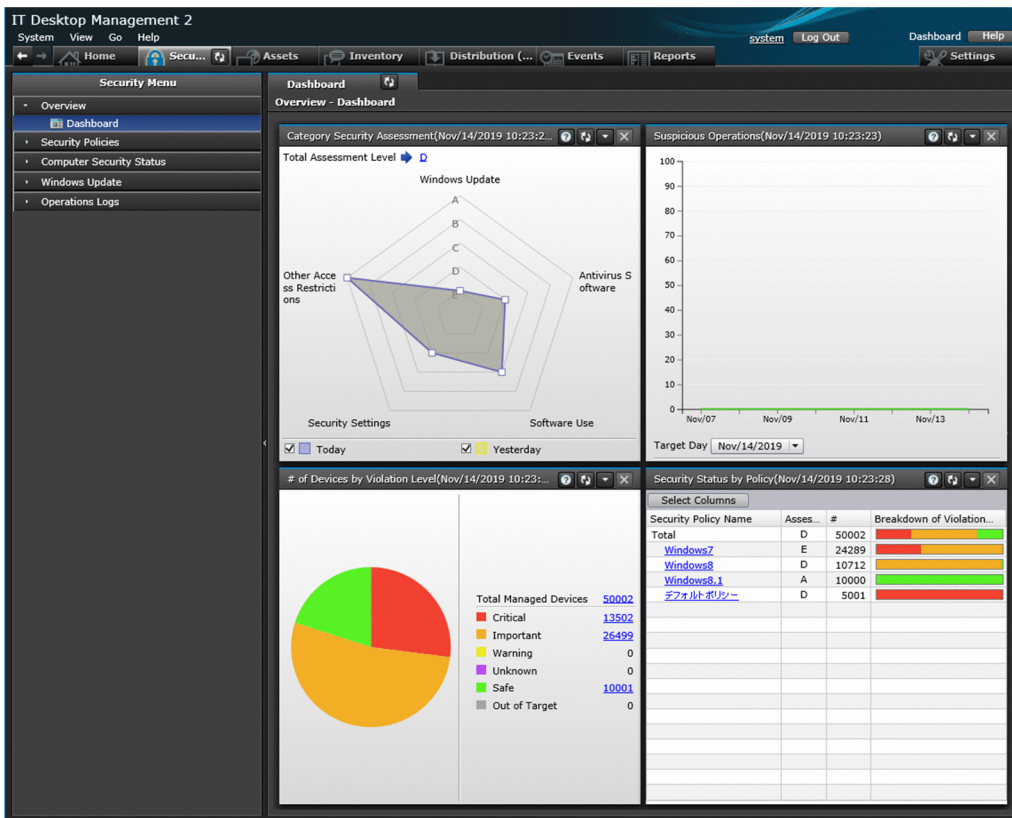 IT Desktop Management 2
System View Go Help
system Log Out Dashboard Help
Home Secu... Assets Inventory Distribution (... Events Reports Settings
Security Menu
Overview
Dashboard
Security Policies
Computer Security Status
Windows Update
Operations Logs
Dashboard
Overview - Dashboard
Category Security Assessment(Nov/14/2019 10:23:2...
Total Assessment Level D
Windows Update
A
B
C
D
E
Other Acce
ss Restricti
ons
Antivirus S
oftware
Security Settings
Software Use
Today Yesterday
Suspicious Operations(Nov/14/2019 10:23:23)
100
90
80
70
60
50
40
30
20
10
0
Nov/07 Nov/09 Nov/11 Nov/13
Target Day Nov/14/2019
# of Devices by Violation Level(Nov/14/2019 10:23:...
Total Managed Devices 50002
Critical 13502
Important 26499
Warning 0
Unknown 0
Safe 10001
Out of Target 0
Security Status by Policy(Nov/14/2019 10:23:28)
Select Columns
Security Policy Name Asses... # Breakdown of Violation...
Total D 50002
Windows7 E 24289
Windows8 D 10712
Windows8.1 A 10000
デフォルトポリシー D 5001